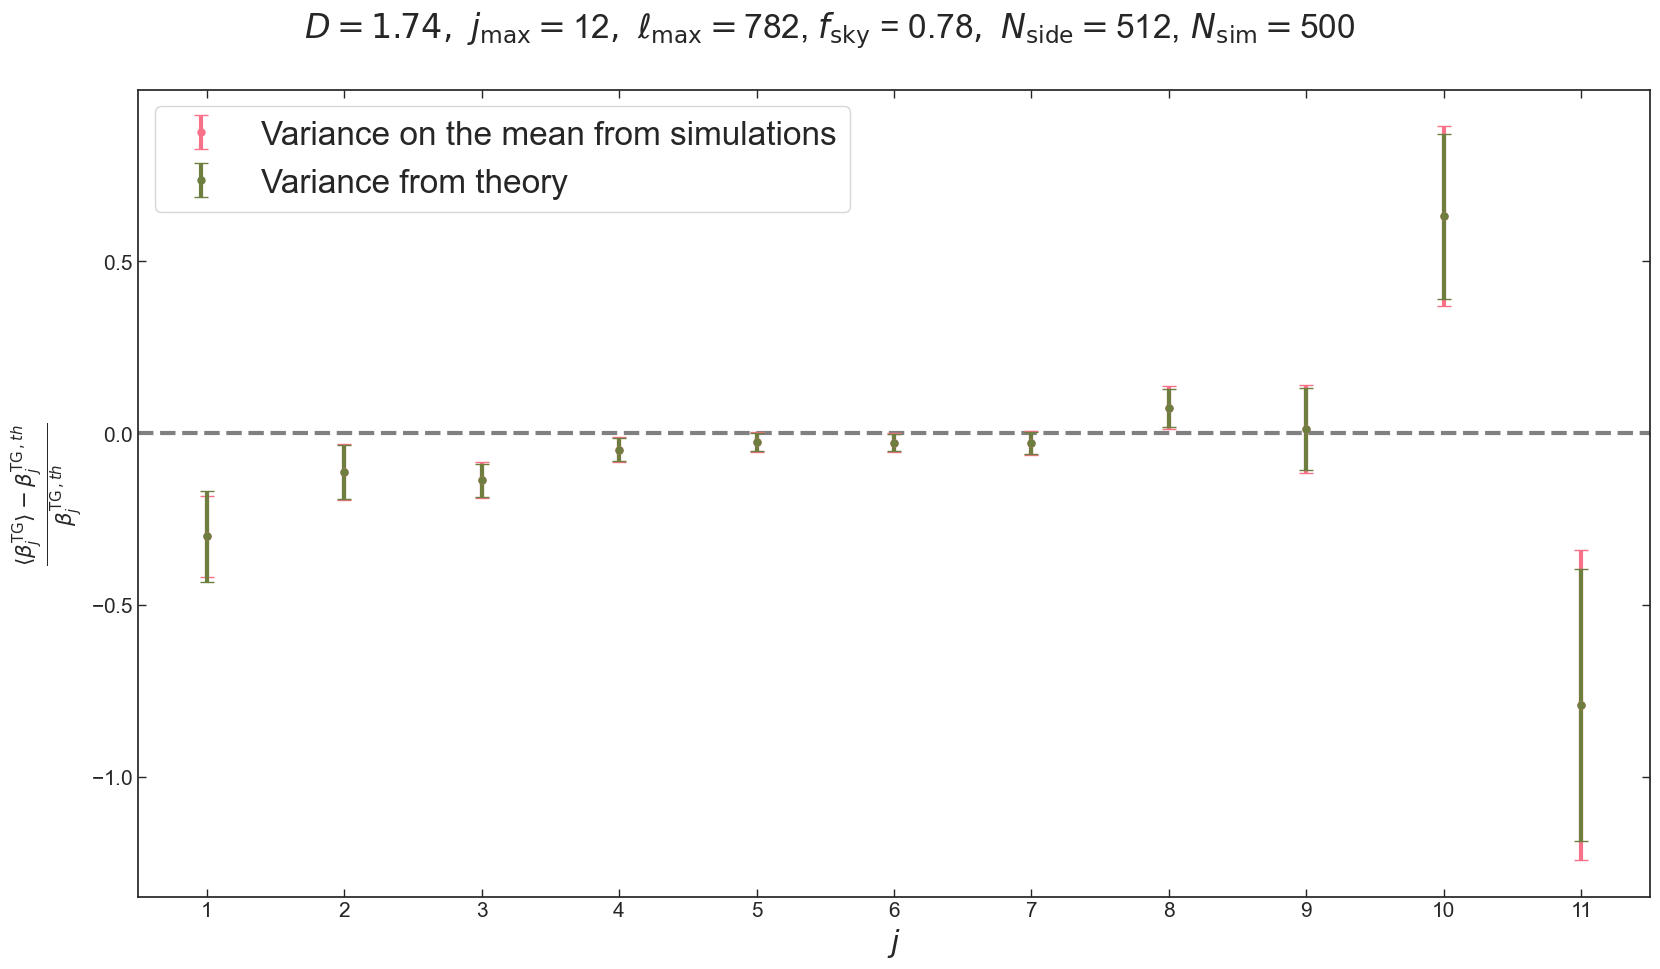 D = 1.74, j_max = 12, ℓ_max = 782, f_sky = 0.78, N_side = 512, N_sim = 500
Variance on the mean from simulations
Variance from theory
0.5
0.0
−0.5
−1.0
⟨β_j^TG⟩ − β_j^{TG, th}
β_j^{TG, th}
1 2 3 4 5 6 7 8 9 10 11
j